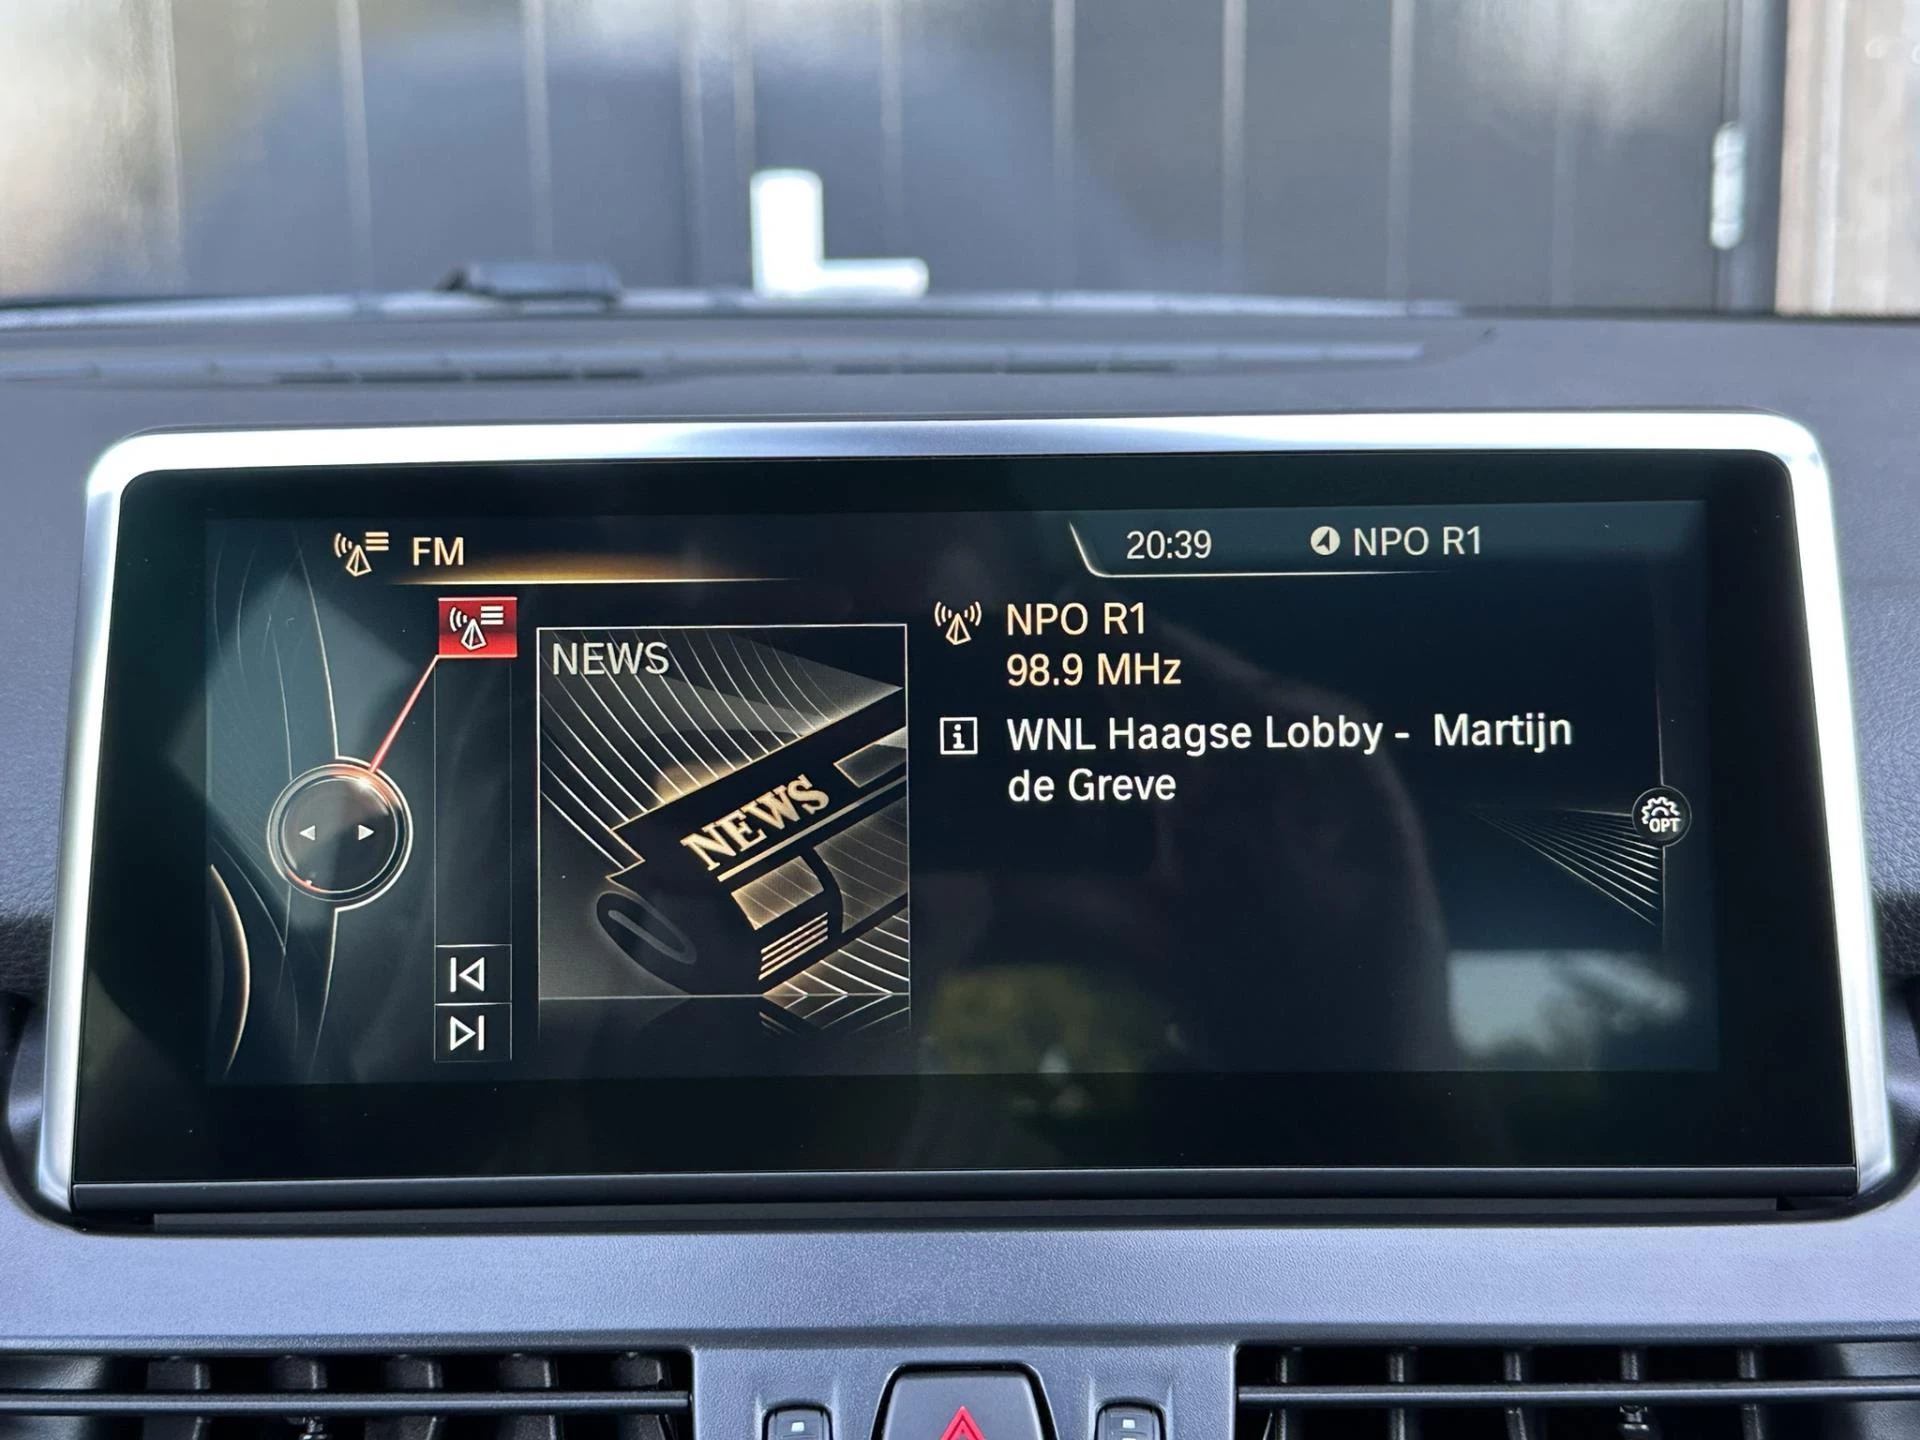 FM
20:39
NPO R1
NEWS
NEWS
NPO R1
98.9 MHz
i
WNL Haagse Lobby - Martijn
de Greve
OPT